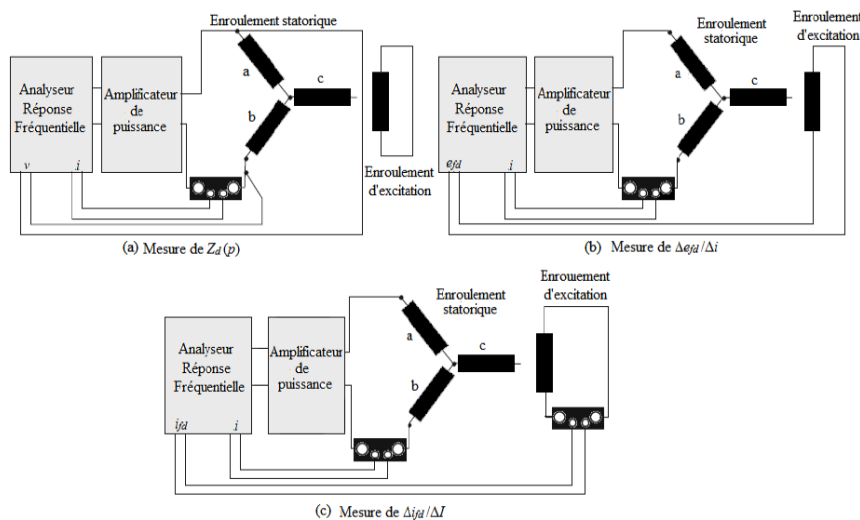 Enroulement statorique
Analyseur
Réponse
Fréquentielle
v
i
Amplificateur
de
puissance
a
b
c
Enroulement
d'excitation
(a) Mesure de Zd(p)
Enroulement
statorique
Enroulement
d'excitation
Analyseur
Réponse
Fréquentielle
efd
i
Amplificateur
de
puissance
a
b
c
(b) Mesure de Δefd/Δi
Enroulement
statorique
Enrouement
d'excitation
Analyseur
Réponse
Fréquentielle
ifd
i
Amplificateur
de
puissance
a
b
c
(c) Mesure de Δifd/ΔI